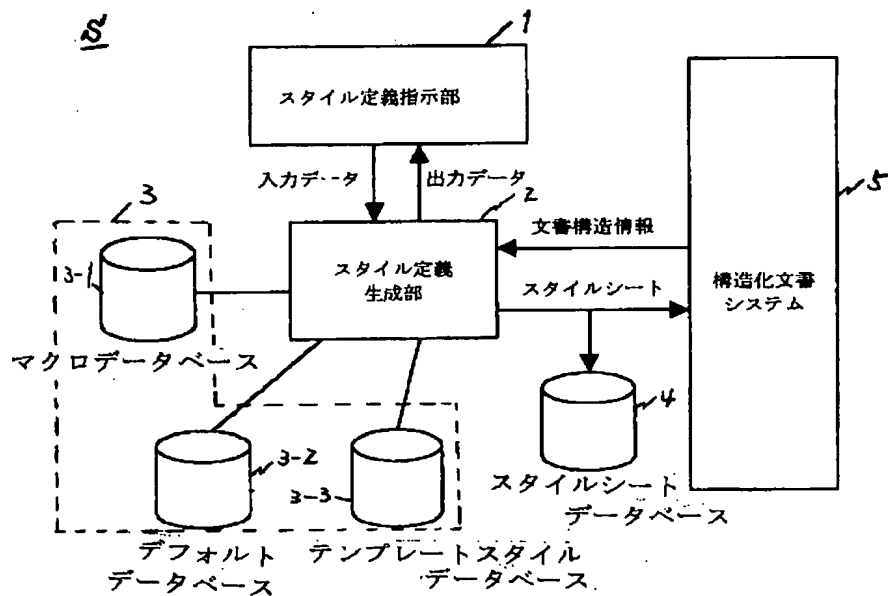 S
1
スタイル定義指示部
入力データ
出力データ
2
3
3-1
マクロデータベース
スタイル定義
生成部
文書構造情報
スタイルシート
構造化文書
システム
5
4
スタイルシート
データベース
3-2
デフォルト
データベース
3-3
テンプレートスタイル
データベース